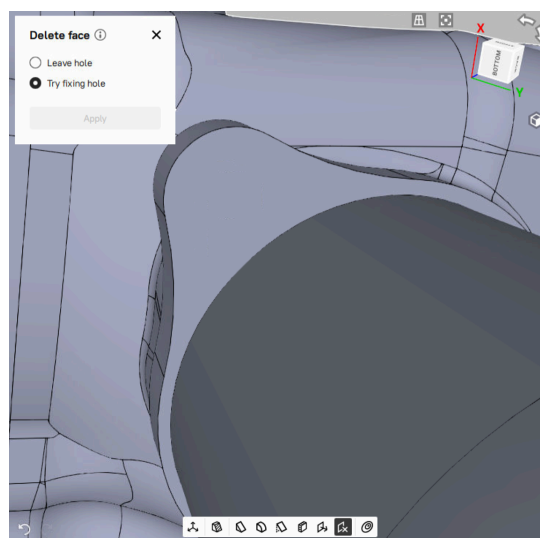 Delete face
Leave hole
Try fixing hole
Apply
X
BOTTOM
Y